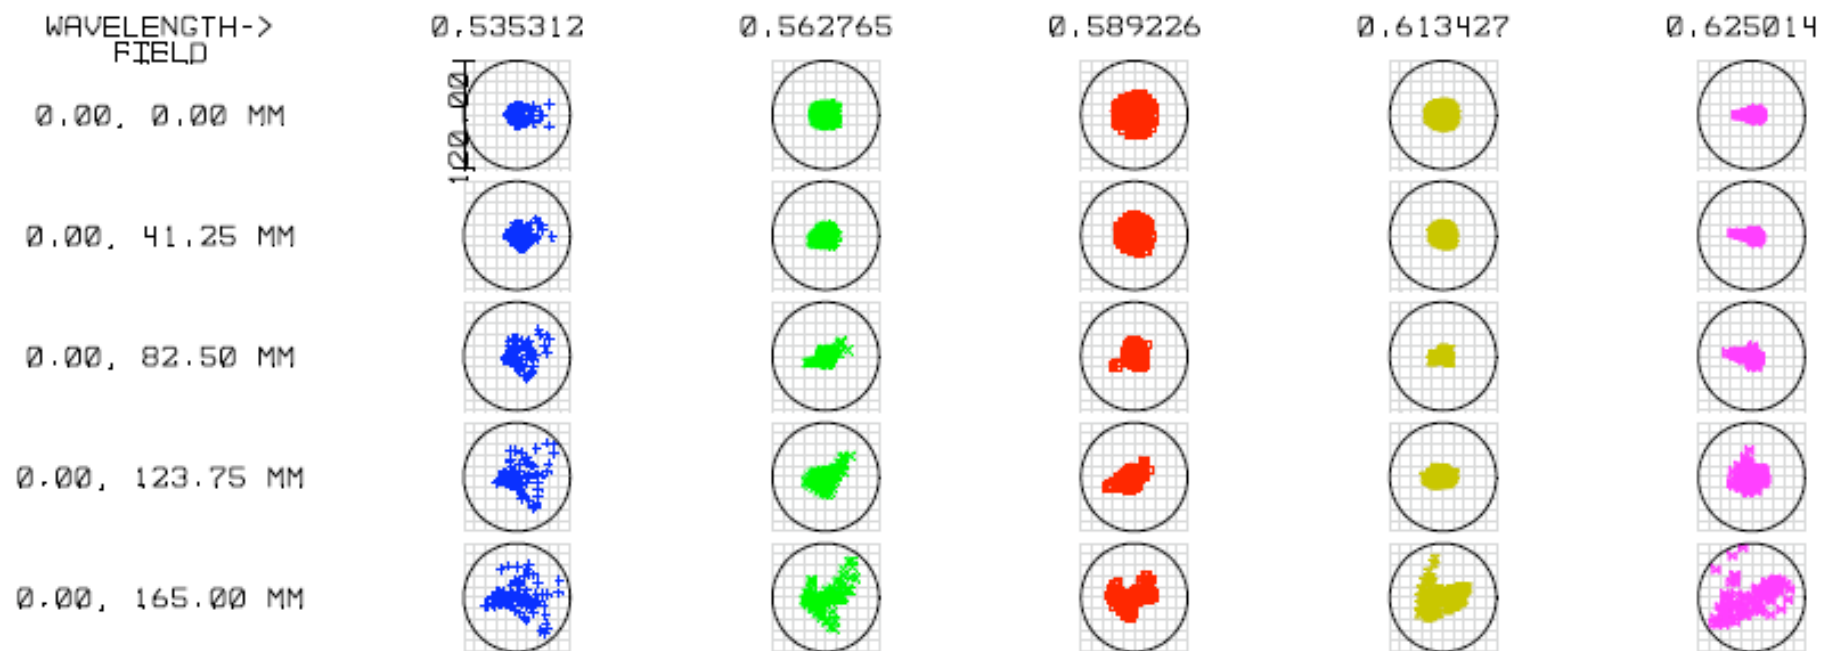 WAVELENGTH-> 0.535312 0.562765 0.589226 0.613427 0.625014
FIELD
120.00
0.00, 0.00 MM
0.00, 41.25 MM
0.00, 82.50 MM
0.00, 123.75 MM
0.00, 165.00 MM